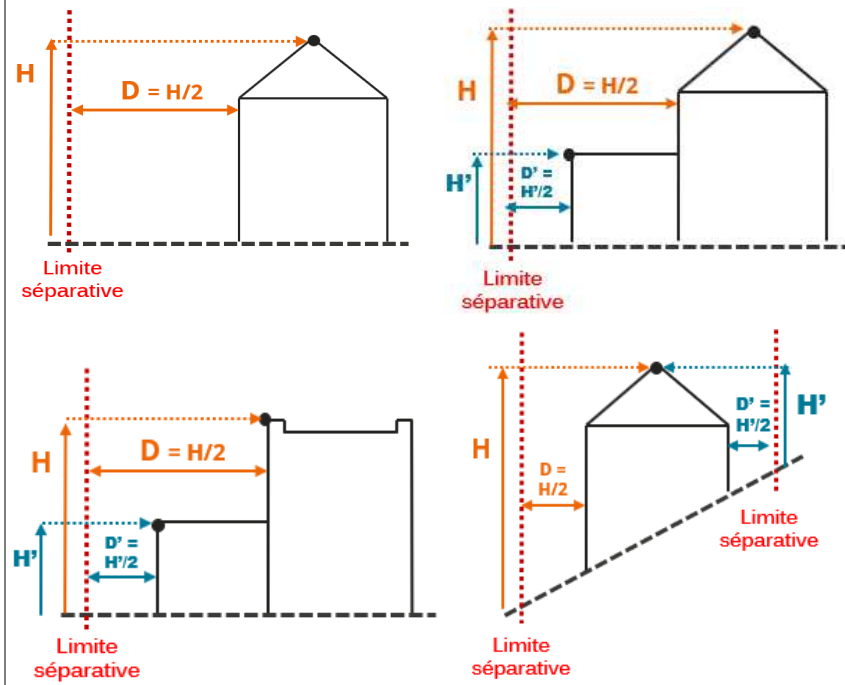 H
D = H/2
Limite
séparative
H
D = H/2
H’
D’ =
H’/2
Limite
séparative
H
D = H/2
H’
D’ =
H’/2
Limite
séparative
H
D =
H/2
D’ =
H’/2
H’
Limite
séparative
Limite
séparative